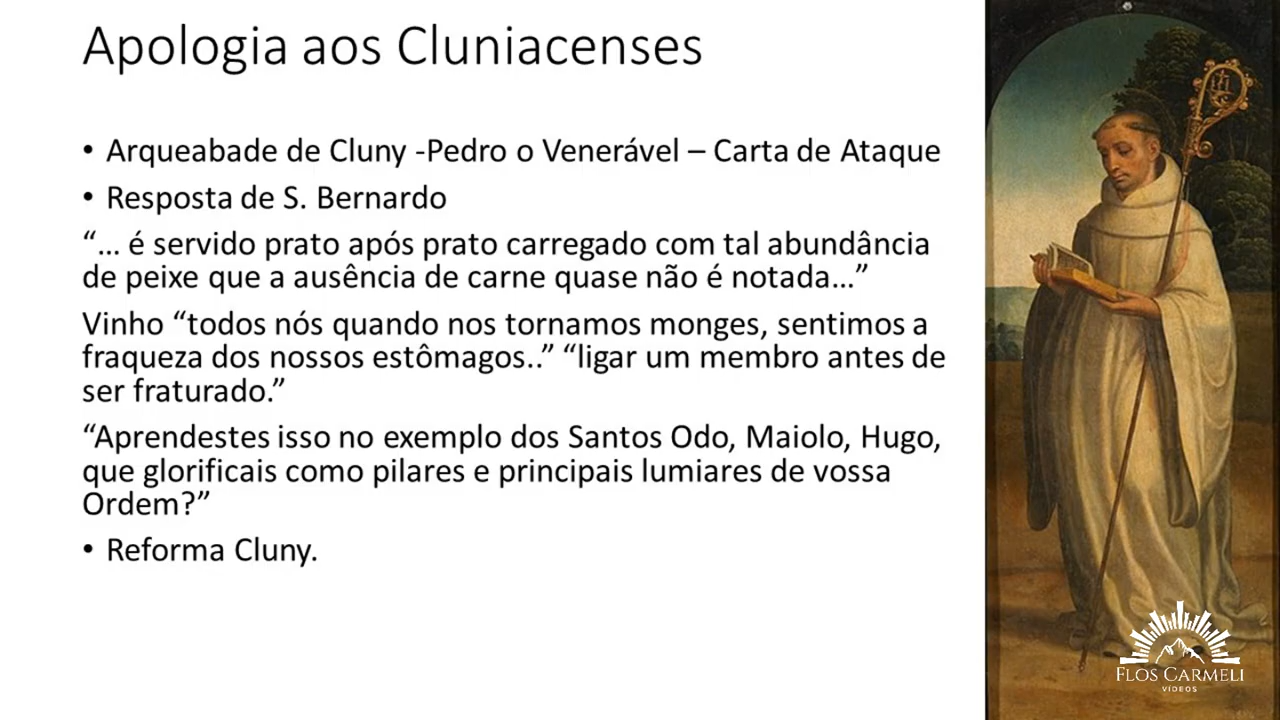 Apologia aos Cluniacenses
• Arqueabade de Cluny -Pedro o Venerável – Carta de Ataque
• Resposta de S. Bernardo
“... é servido prato após prato carregado com tal abundância
de peixe que a ausência de carne quase não é notada...”
Vinho “todos nós quando nos tornamos monges, sentimos a
fraqueza dos nossos estômagos..” “ligar um membro antes de
ser fraturado.”
“Aprendestes isso no exemplo dos Santos Odo, Maiolo, Hugo,
que glorificais como pilares e principais lumiares de vossa
Ordem?”
• Reforma Cluny.
FLOS CARMELI
VÍDEOS